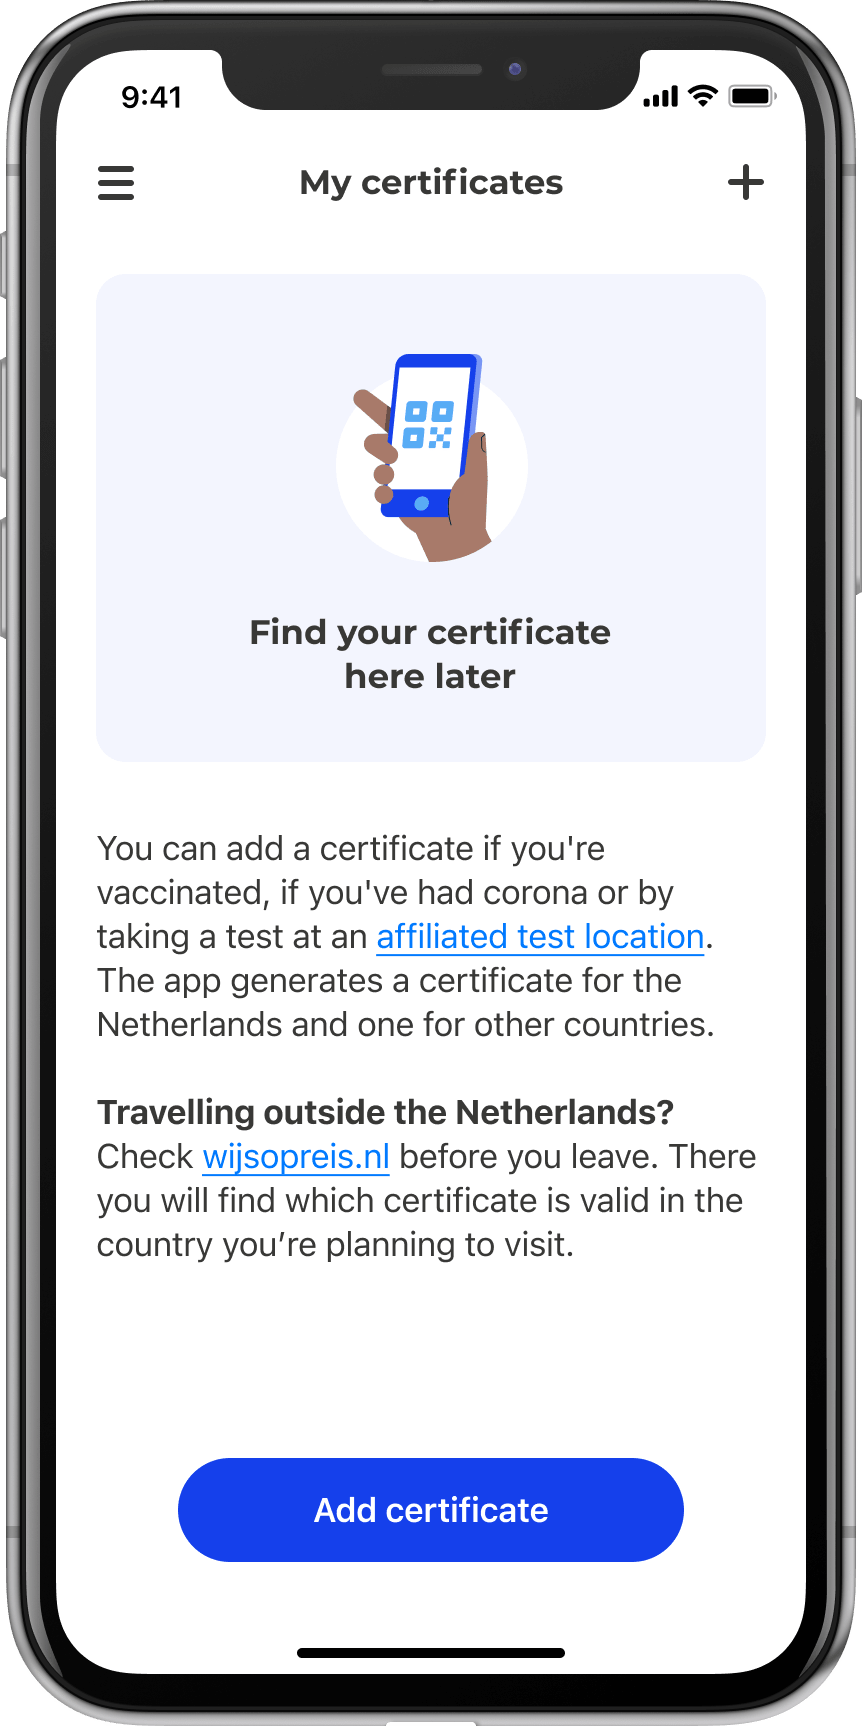 9:41
My certificates
Find your certificate
here later
You can add a certificate if you're
vaccinated, if you've had corona or by
taking a test at an affiliated test location.
The app generates a certificate for the
Netherlands and one for other countries.
Travelling outside the Netherlands?
Check wijsopreis.nl before you leave. There
you will find which certificate is valid in the
country you’re planning to visit.
Add certificate